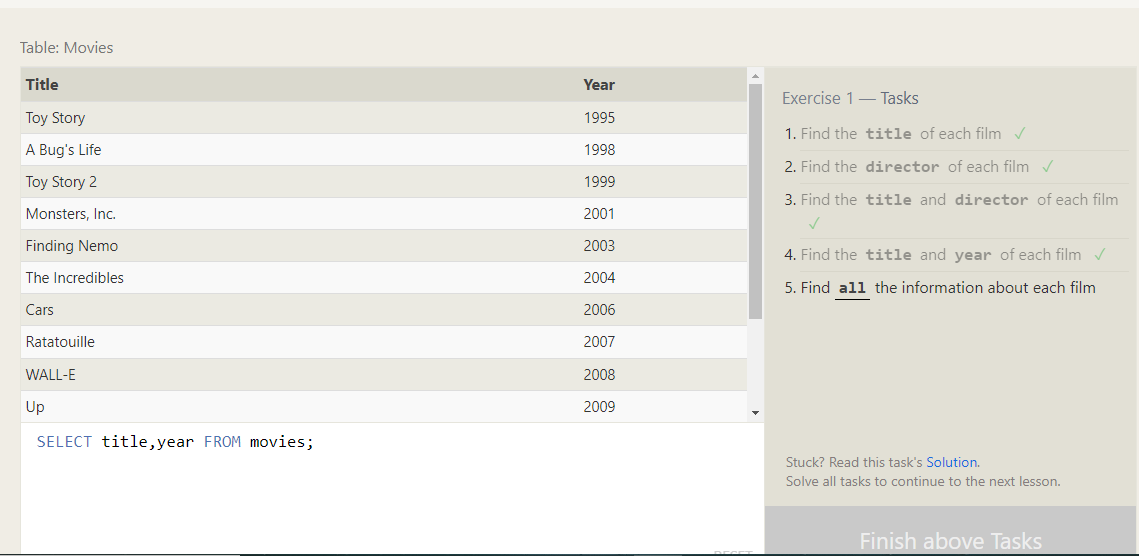 Table: Movies
Title Year
Toy Story 1995
A Bug's Life 1998
Toy Story 2 1999
Monsters, Inc. 2001
Finding Nemo 2003
The Incredibles 2004
Cars 2006
Ratatouille 2007
WALL-E 2008
Up 2009
SELECT title,year FROM movies;
RESET
Exercise 1 — Tasks
1. Find the title of each film ✓
2. Find the director of each film ✓
3. Find the title and director of each film
✓
4. Find the title and year of each film ✓
5. Find all the information about each film
Stuck? Read this task's Solution.
Solve all tasks to continue to the next lesson.
Finish above Tasks